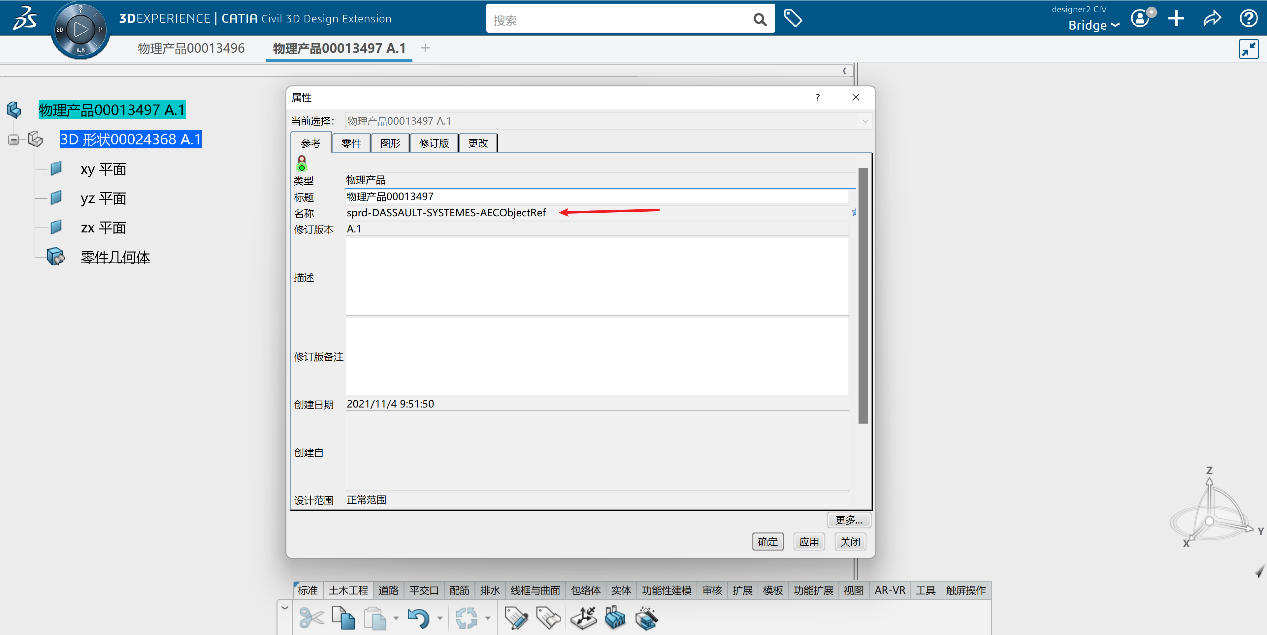 3DEXPERIENCE | CATIA Civil 3D Design Extension
搜索
designer2 CIV
Bridge
物理产品00013496
物理产品00013497 A.1
物理产品00013497 A.1
3D 形状00024368 A.1
xy 平面
yz 平面
zx 平面
零件几何体
属性
当前选择：
物理产品00013497 A.1
参考 零件 图形 修订版 更改
类型 物理产品
标题 物理产品00013497
名称 sprd-DASSAULT-SYSTEMES-AECObjectRef
修订版本 A.1
描述
修订版备注
创建日期 2021/11/4 9:51:50
创建自
设计范围 正常范围
更多...
确定 应用 关闭
Z
Y
X
标准 土木工程 道路 平交口 配筋 排水 线框与曲面 包络体 实体 功能性建模 审核 扩展 模板 功能扩展 视图 AR-VR 工具 触屏操作